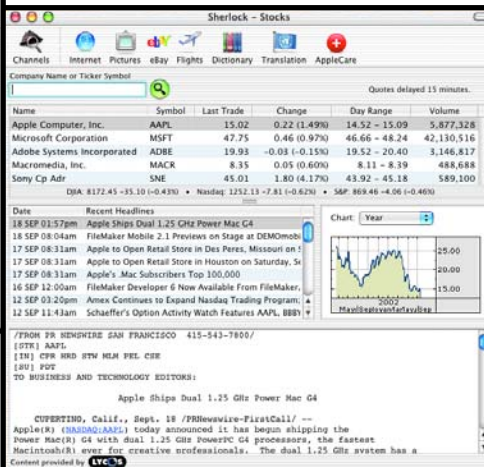 Sherlock – Stocks
Channels Internet Pictures eBay Flights Dictionary Translation AppleCare
Company Name or Ticker Symbol
Quotes delayed 15 minutes.
Name Symbol Last Trade Change Day Range Volume
Apple Computer, Inc. AAPL 15.02 0.22 (1.49%) 14.52 – 15.09 5,877,328
Microsoft Corporation MSFT 47.75 0.46 (0.97%) 46.66 – 48.24 42,130,516
Adobe Systems Incorporated ADBE 19.93 -0.03 (-0.15%) 19.52 – 20.40 3,146,817
Macromedia, Inc. MACR 8.35 0.05 (0.60%) 8.11 – 8.39 488,688
Sony Cp Adr SNE 45.01 1.80 (4.17%) 43.92 – 45.18 589,100
DJIA: 8172.45 -35.10 (-0.43%) • Nasdaq: 1252.13 -7.81 (-0.62%) • S&P: 869.46 -4.06 (-0.46%)
Date Recent Headlines
18 SEP 01:57pm Apple Ships Dual 1.25 GHz Power Mac G4
18 SEP 08:04am FileMaker Mobile 2.1 Previews on Stage at DEMOmobi
17 SEP 08:31am Apple to Open Retail Store in Des Peres, Missouri on S
17 SEP 08:31am Apple to Open Retail Store in Houston on Saturday, Se
17 SEP 08:31am Apple's .Mac Subscribers Top 100,000
16 SEP 12:00am FileMaker Developer 6 Now Available From FileMaker,
12 SEP 03:20pm Amex Continues to Expand Nasdaq Trading Program;
12 SEP 11:43am Schaeffer's Option Activity Watch Features AAPL, BBBY
Chart: Year
25.00
20.00
15.00
2002
/FROM PR NEWSWIRE SAN FRANCISCO 415-543-7800/
[STK] AAPL
[IN] CPR HRD STW MLM PEL CSE
[SU] PDT
TO BUSINESS AND TECHNOLOGY EDITORS:
Apple Ships Dual 1.25 GHz Power Mac G4
CUPERTINO, Calif., Sept. 18 /PRNewswire-FirstCall/ --
Apple(R) (NASDAQ:AAPL) today announced it has begun shipping the
Power Mac(R) G4 with dual 1.25 GHz PowerPC G4 processors, the fastest
Macintosh(R) ever for creative professionals. The dual 1.25 GHz system has a
Content provided by LYCOS